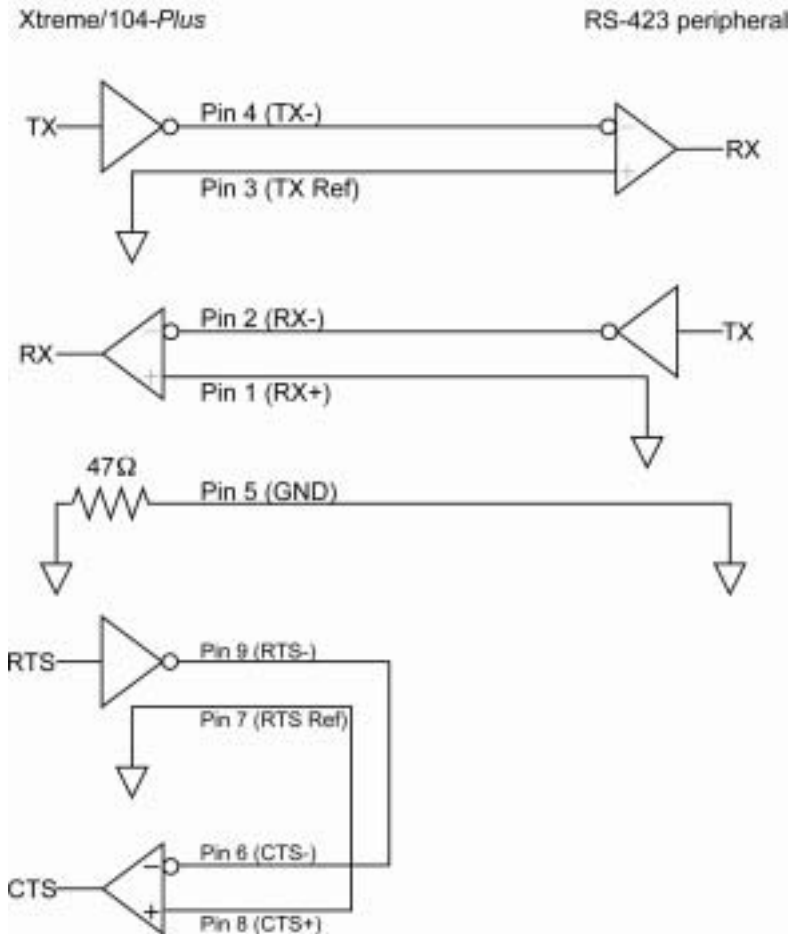 Xtreme/104-Plus
RS-423 peripheral
TX
Pin 4 (TX-)
-
+
RX
Pin 3 (TX Ref)
RX
Pin 2 (RX-)
TX
+
Pin 1 (RX+)
47Ω
Pin 5 (GND)
RTS
Pin 9 (RTS-)
Pin 7 (RTS Ref)
CTS
Pin 6 (CTS-)
−
+
Pin 8 (CTS+)